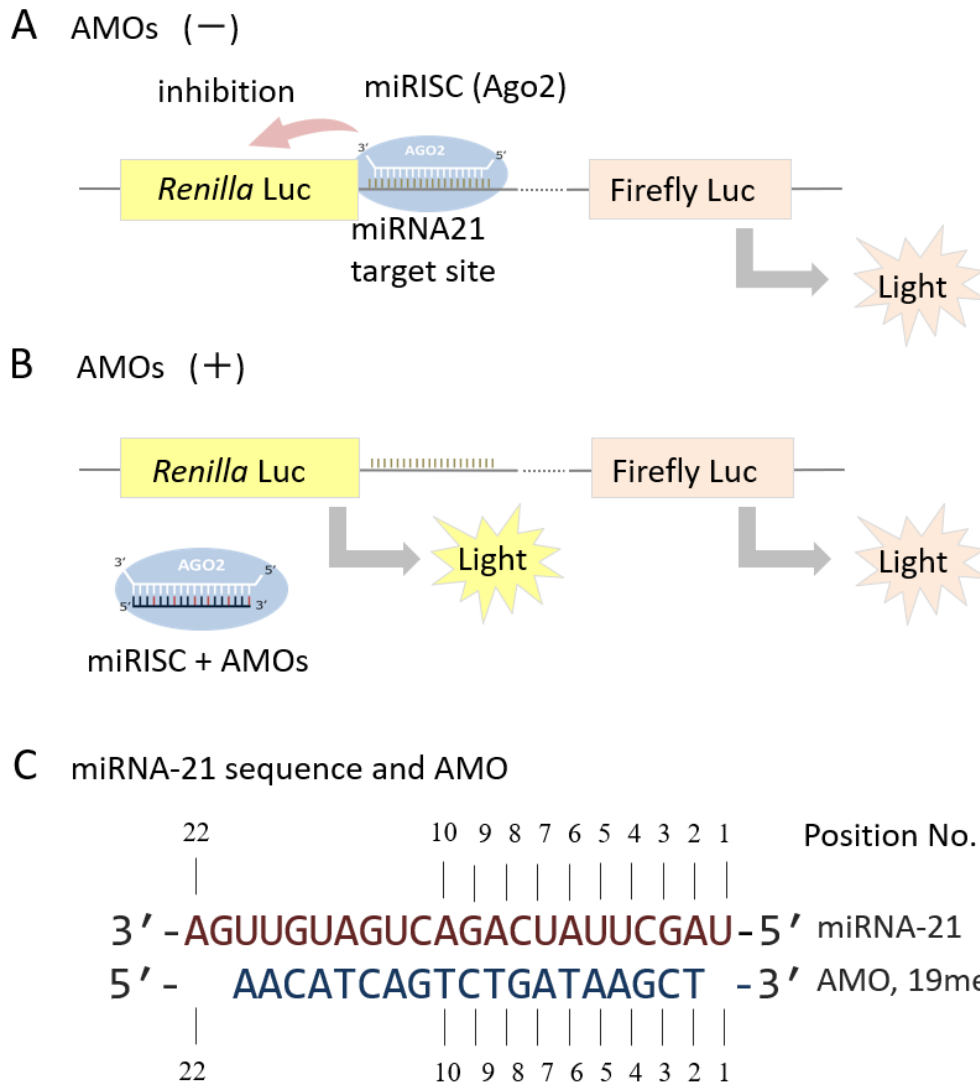 A AMOs (−)
inhibition miRISC (Ago2)
3′ AGO2 5′
Renilla Luc Firefly Luc
miRNA21
target site
Light
B AMOs (+)
Renilla Luc Firefly Luc
Light Light
3′ AGO2 5′
5′ 3′
miRISC + AMOs
C miRNA-21 sequence and AMO
22 10 9 8 7 6 5 4 3 2 1 Position No.
3′-AGUUGUAGUCAGACUAUUCGAU-5′ miRNA-21
5′- AACATCAGTCTGATAAGCT -3′ AMO, 19me
22 10 9 8 7 6 5 4 3 2 1